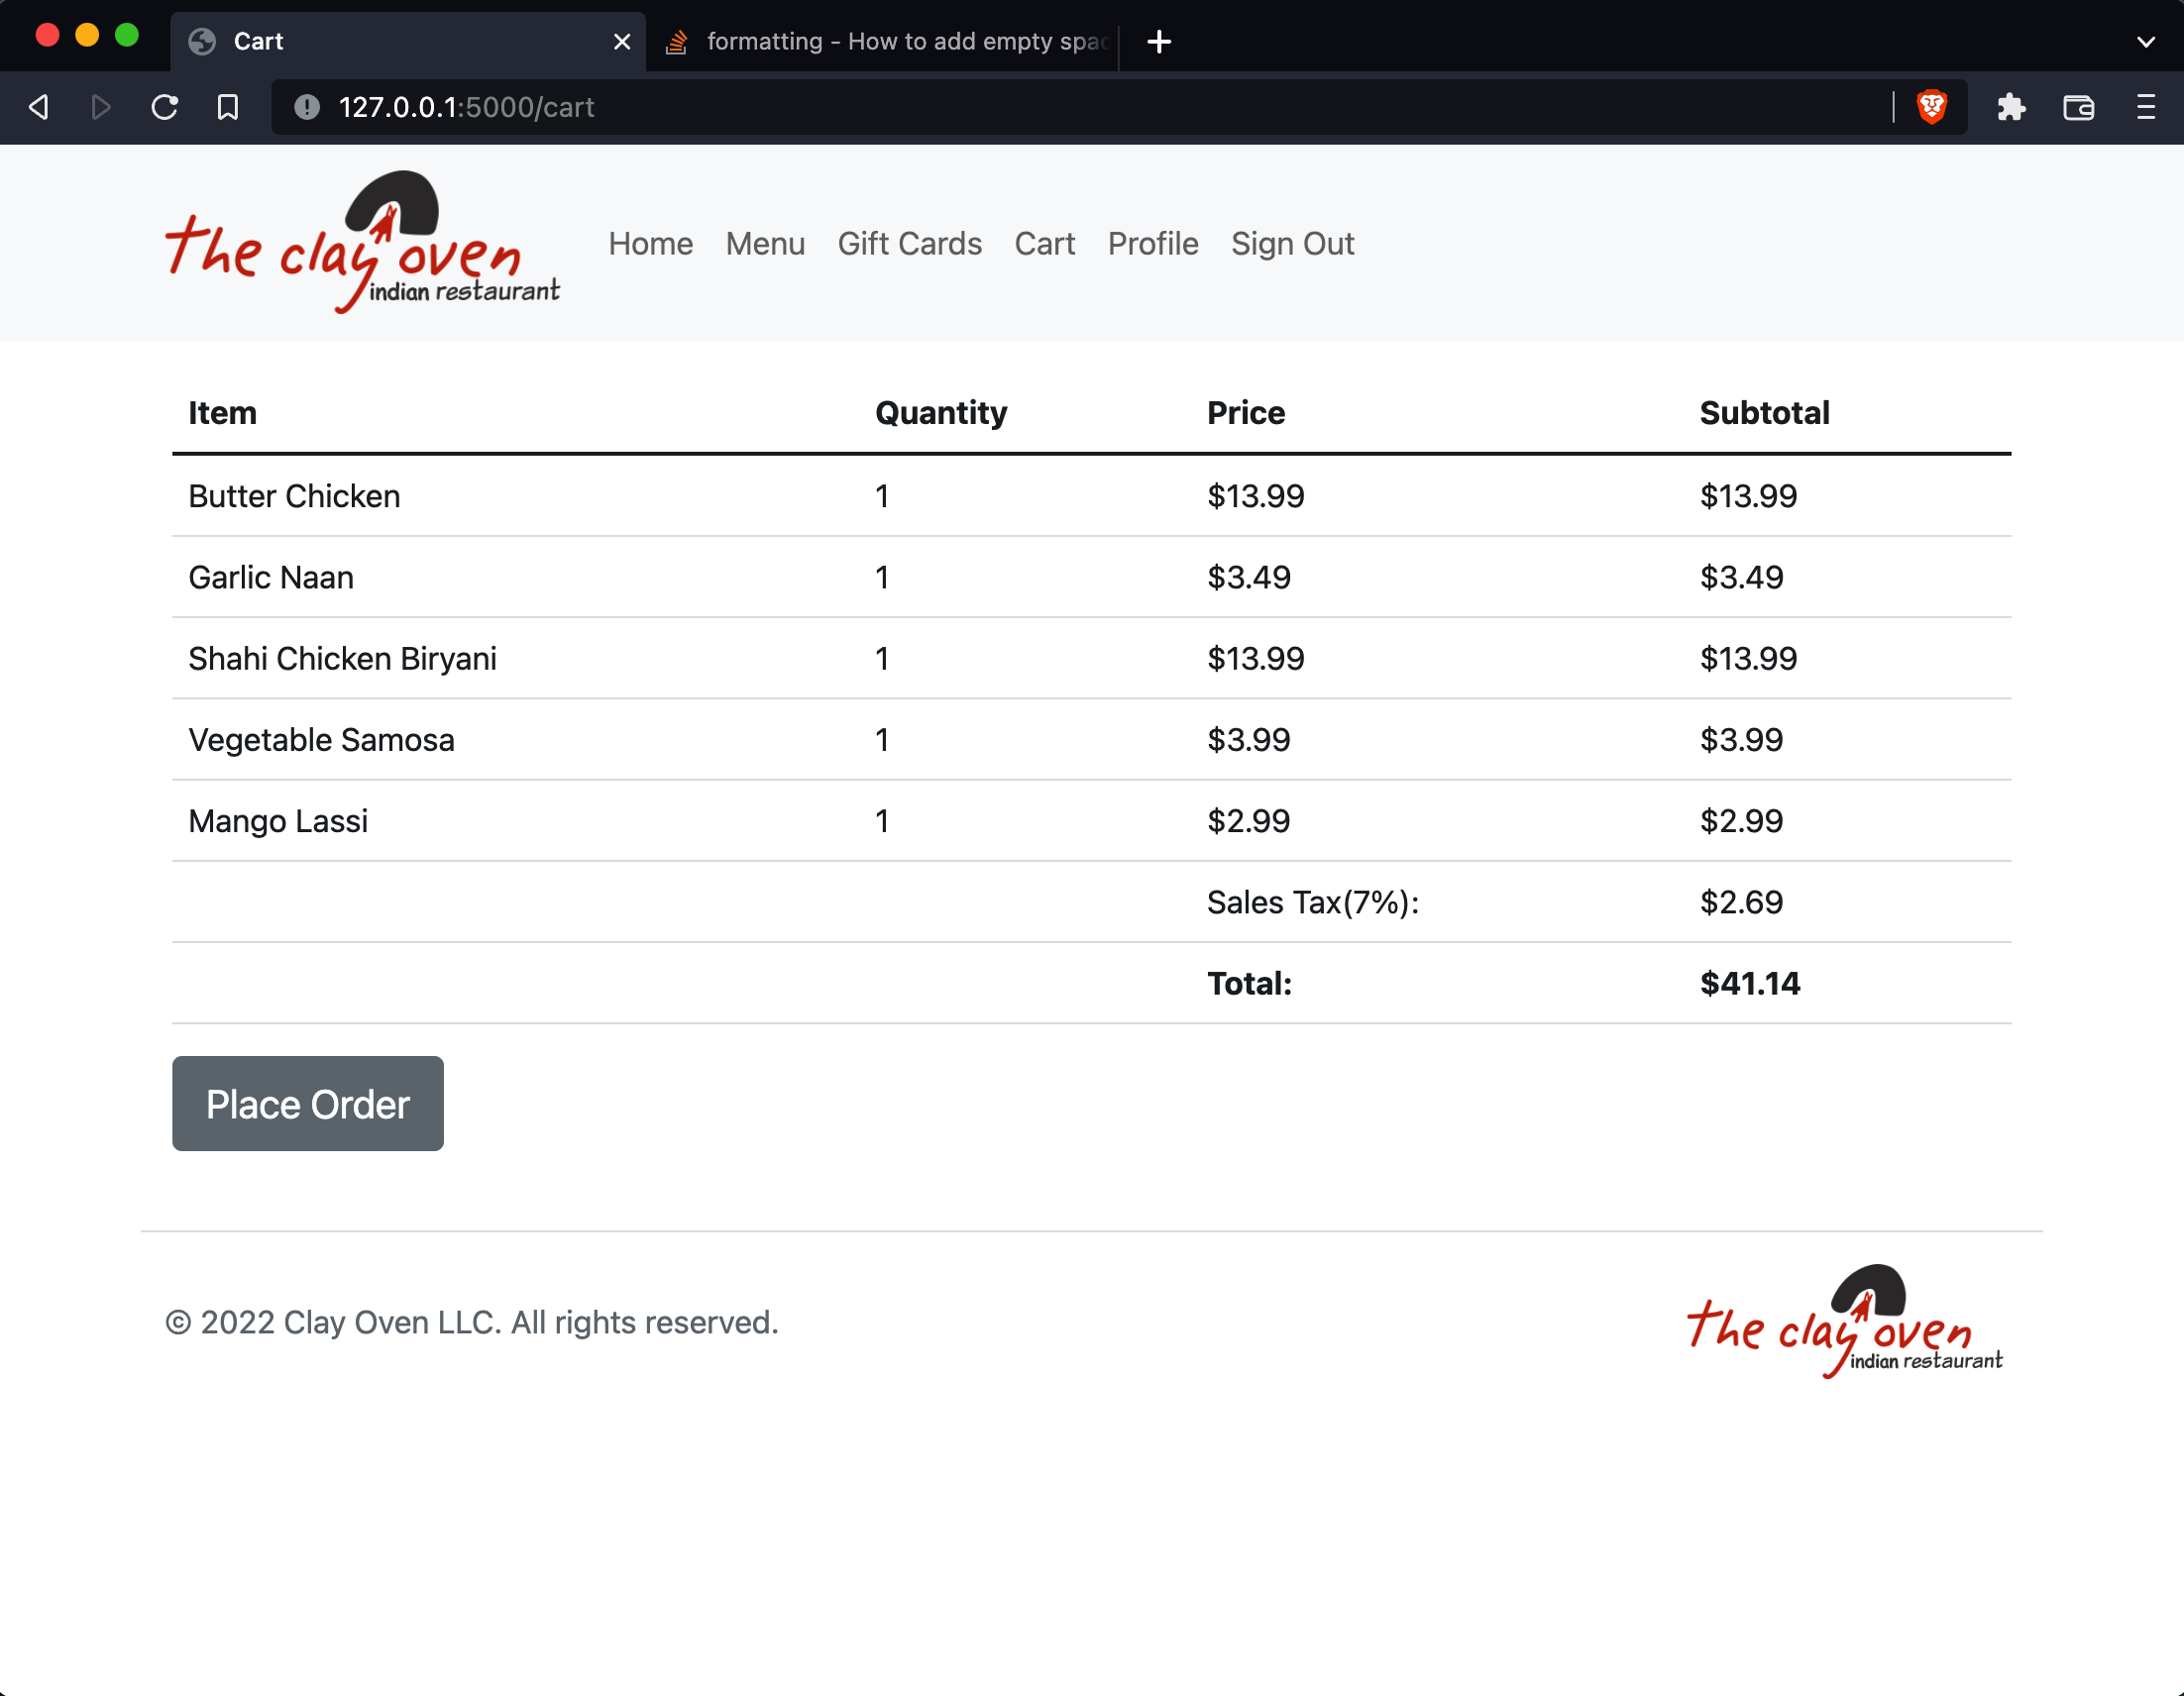 Cart
formatting - How to add empty spac
127.0.0.1:5000/cart
the clay oven
indian restaurant
Home Menu Gift Cards Cart Profile Sign Out
Item Quantity Price Subtotal
Butter Chicken 1 $13.99 $13.99
Garlic Naan 1 $3.49 $3.49
Shahi Chicken Biryani 1 $13.99 $13.99
Vegetable Samosa 1 $3.99 $3.99
Mango Lassi 1 $2.99 $2.99
Sales Tax(7%): $2.69
Total: $41.14
Place Order
© 2022 Clay Oven LLC. All rights reserved.
the clay oven
indian restaurant